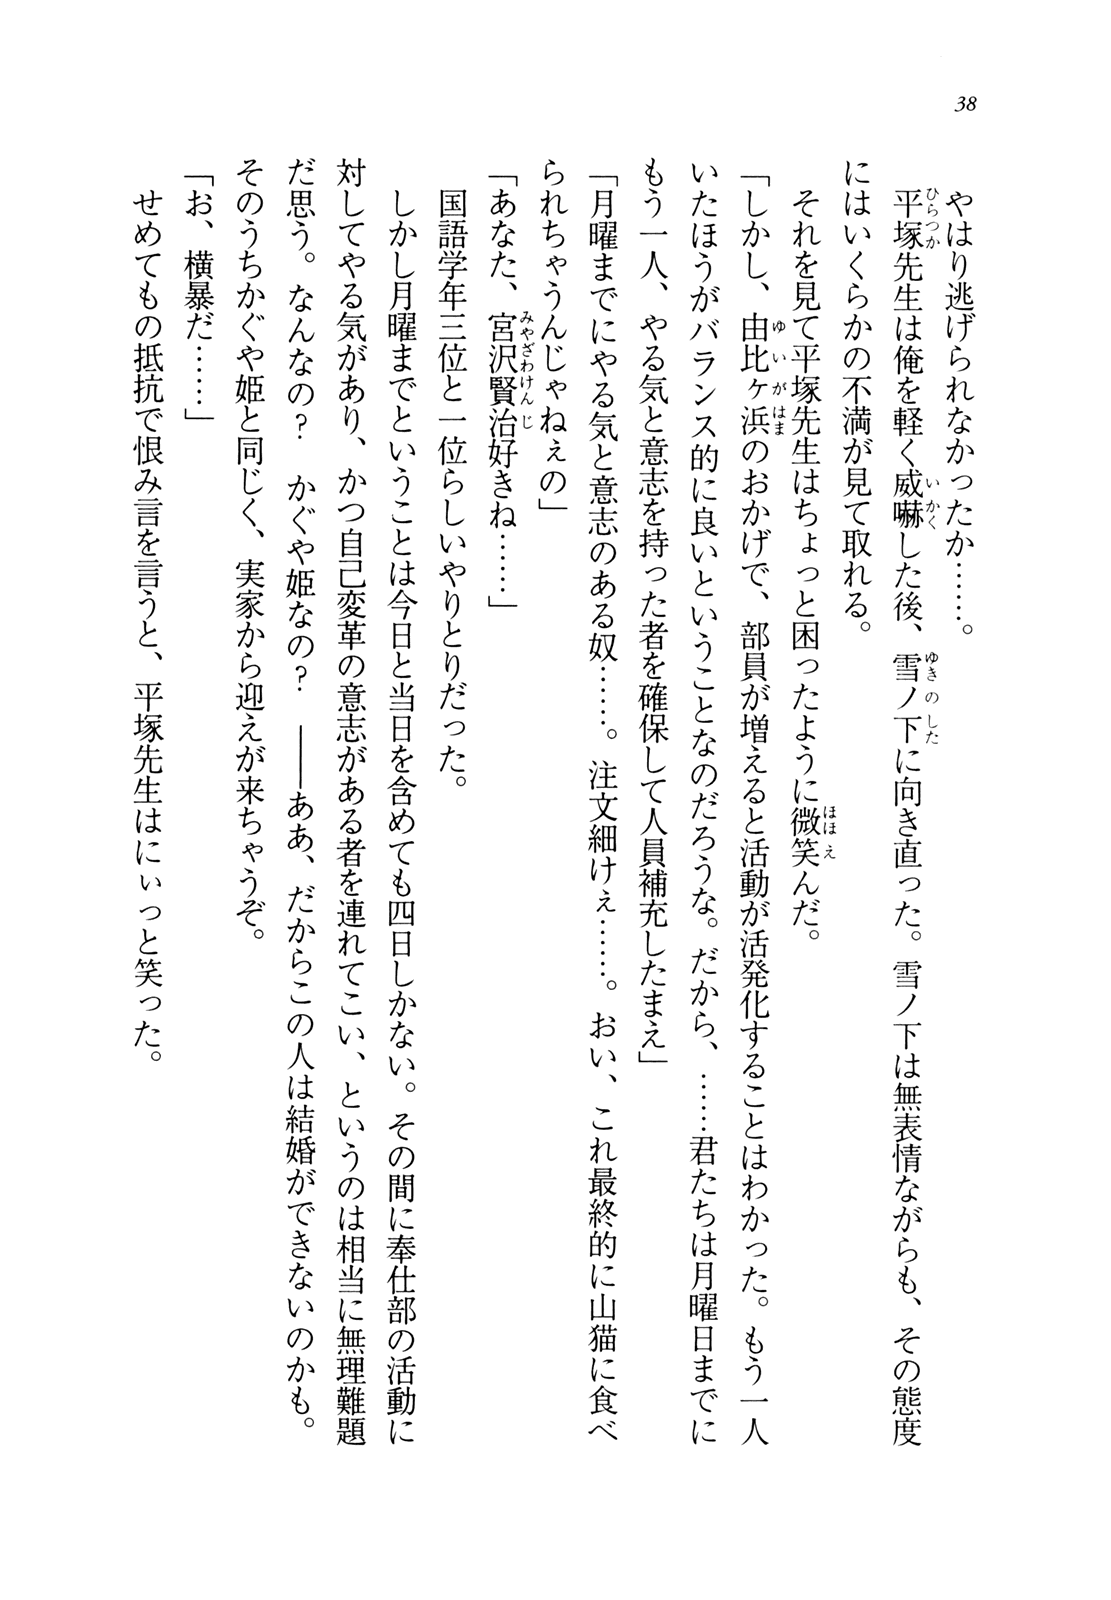 38
やはり逃げられなかったか……。
平塚先生は俺を軽く威嚇した後、雪ノ下に向き直った。雪ノ下は無表情ながらも、その態度
にはいくらかの不満が見て取れる。
それを見て平塚先生はちょっと困ったように微笑んだ。
「しかし、由比ヶ浜のおかげで、部員が増えると活動が活発化することはわかった。もう一人
いたほうがバランス的に良いということなのだろうな。だから、……君たちは月曜日までに
もう一人、やる気と意志を持った者を確保して人員補充したまえ」
「月曜までにやる気と意志のある奴……。注文細けぇ……。おい、これ最終的に山猫に食べ
られちゃうんじゃねぇの」
「あなた、宮沢賢治好きね……」
国語学年三位と一位らしいやりとりだった。
しかし月曜までということは今日と当日を含めても四日しかない。その間に奉仕部の活動に
対してやる気があり、かつ自己変革の意志がある者を連れてこい、というのは相当に無理難題
だ思う。なんなの？　かぐや姫なの？　――ああ、だからこの人は結婚ができないのかも。
そのうちかぐや姫と同じく、実家から迎えが来ちゃうぞ。
「お、横暴だ……」
せめてもの抵抗で恨み言を言うと、平塚先生はにぃっと笑った。